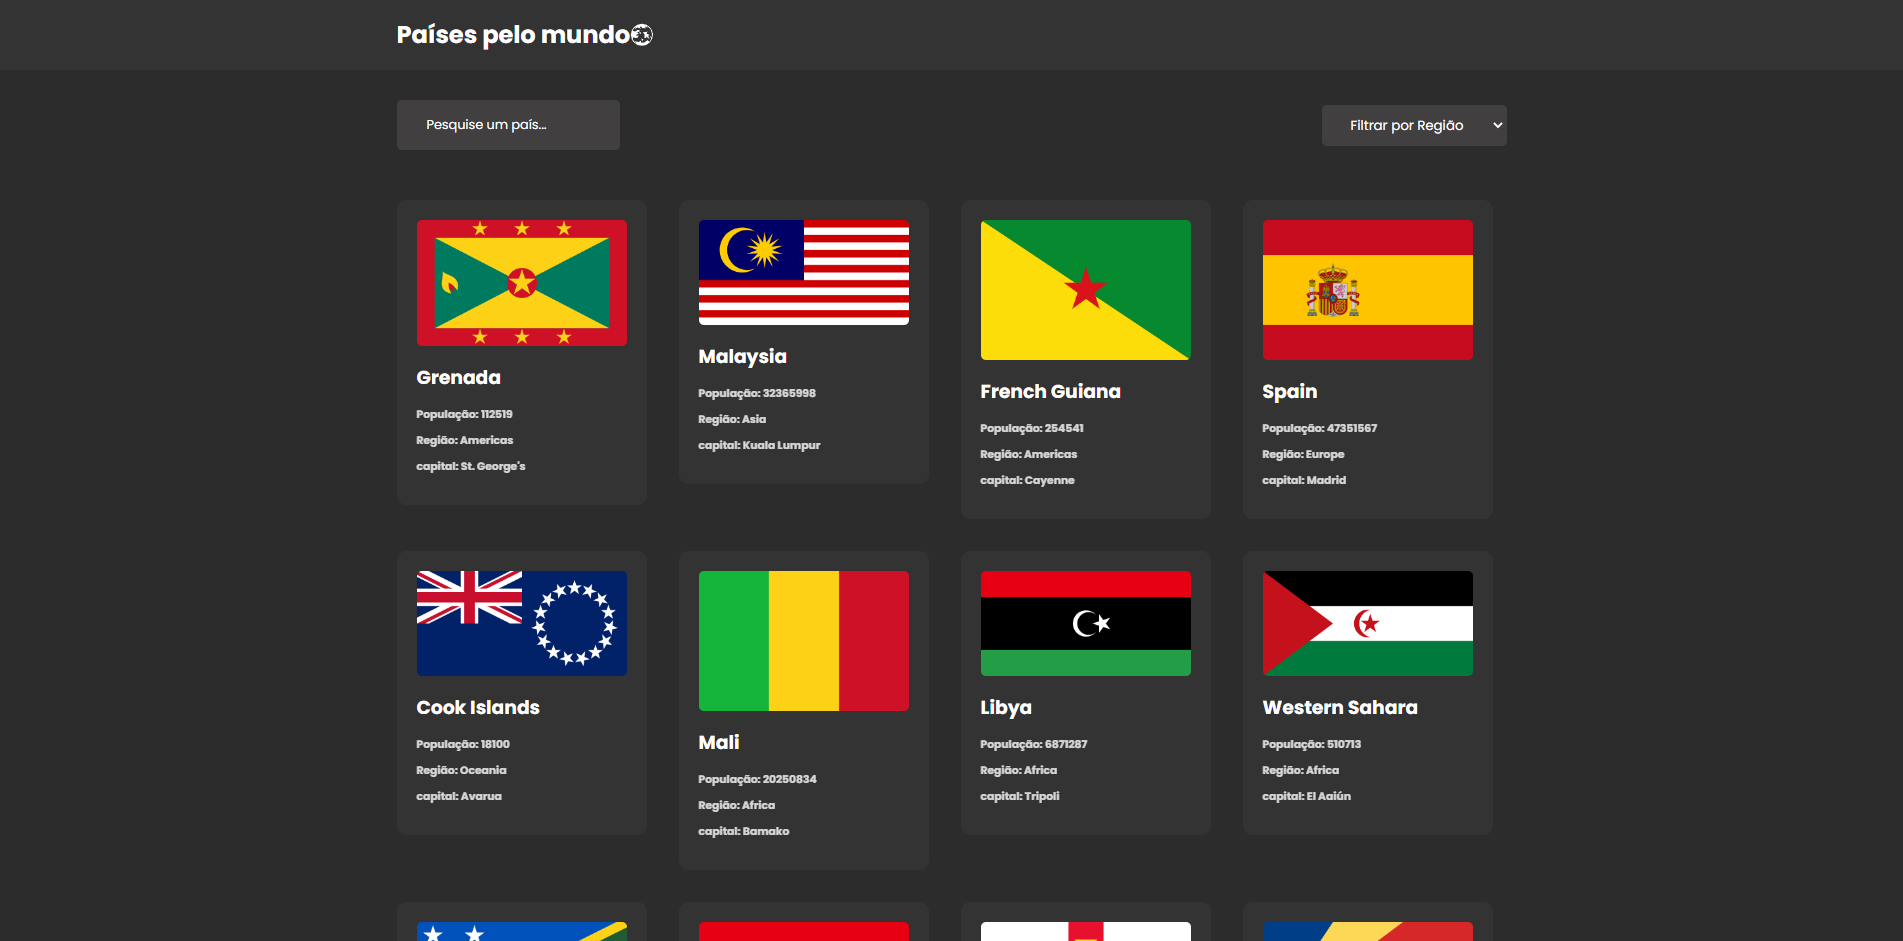 Países pelo mundo
Pesquise um país...
Filtrar por Região
Grenada
População: 112519
Região: Americas
capital: St. George's
Malaysia
População: 32365998
Região: Asia
capital: Kuala Lumpur
French Guiana
População: 254541
Região: Americas
capital: Cayenne
Spain
População: 47351567
Região: Europe
capital: Madrid
Cook Islands
População: 18100
Região: Oceania
capital: Avarua
Mali
População: 20250834
Região: Africa
capital: Bamako
Libya
População: 6871287
Região: Africa
capital: Tripoli
Western Sahara
População: 510713
Região: Africa
capital: El Aaiún